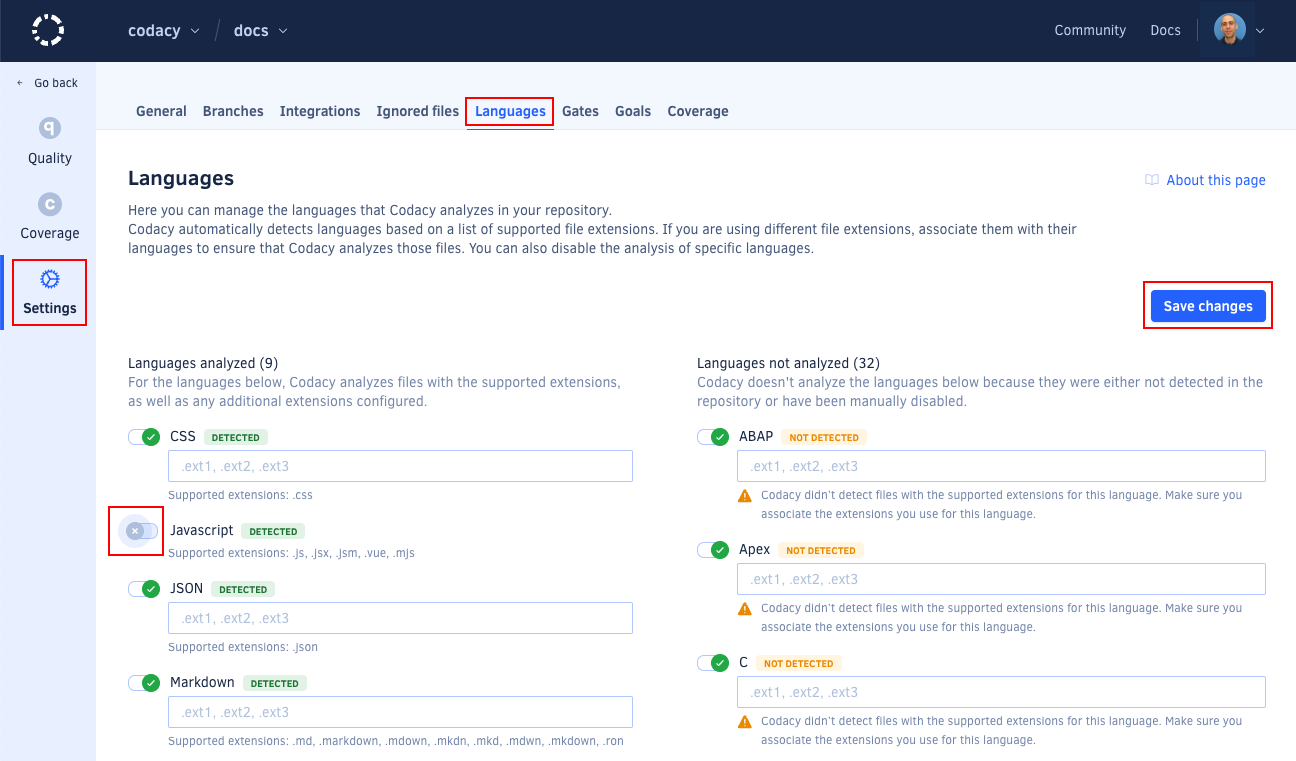 codacy / docs
Community Docs
Go back
q
Quality
c
Coverage
Settings
General Branches Integrations Ignored files Languages Gates Goals Coverage
Languages
About this page
Here you can manage the languages that Codacy analyzes in your repository.
Codacy automatically detects languages based on a list of supported file extensions. If you are using different file extensions, associate them with their
languages to ensure that Codacy analyzes those files. You can also disable the analysis of specific languages.
Save changes
Languages analyzed (9)
For the languages below, Codacy analyzes files with the supported extensions,
as well as any additional extensions configured.
CSS DETECTED
.ext1, .ext2, .ext3
Supported extensions: .css
Javascript DETECTED
Supported extensions: .js, .jsx, .jsm, .vue, .mjs
JSON DETECTED
.ext1, .ext2, .ext3
Supported extensions: .json
Markdown DETECTED
.ext1, .ext2, .ext3
Supported extensions: .md, .markdown, .mdown, .mkdn, .mkd, .mdwn, .mkdown, .ron
Languages not analyzed (32)
Codacy doesn't analyze the languages below because they were either not detected in the
repository or have been manually disabled.
ABAP NOT DETECTED
.ext1, .ext2, .ext3
Codacy didn't detect files with the supported extensions for this language. Make sure you
associate the extensions you use for this language.
Apex NOT DETECTED
.ext1, .ext2, .ext3
Codacy didn't detect files with the supported extensions for this language. Make sure you
associate the extensions you use for this language.
C NOT DETECTED
.ext1, .ext2, .ext3
Codacy didn't detect files with the supported extensions for this language. Make sure you
associate the extensions you use for this language.